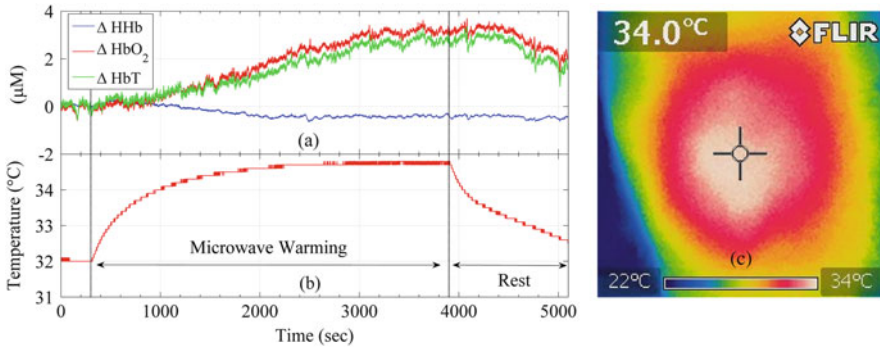 4
2
0
-2
(μM)
Δ HHb
Δ HbO2
Δ HbT
(a)
34
33
32
31
Temperature (°C)
Microwave Warming
(b)
Rest
0
1000
2000
3000
4000
5000
Time (sec)
34.0°C
FLIR
(c)
22°C
34°C